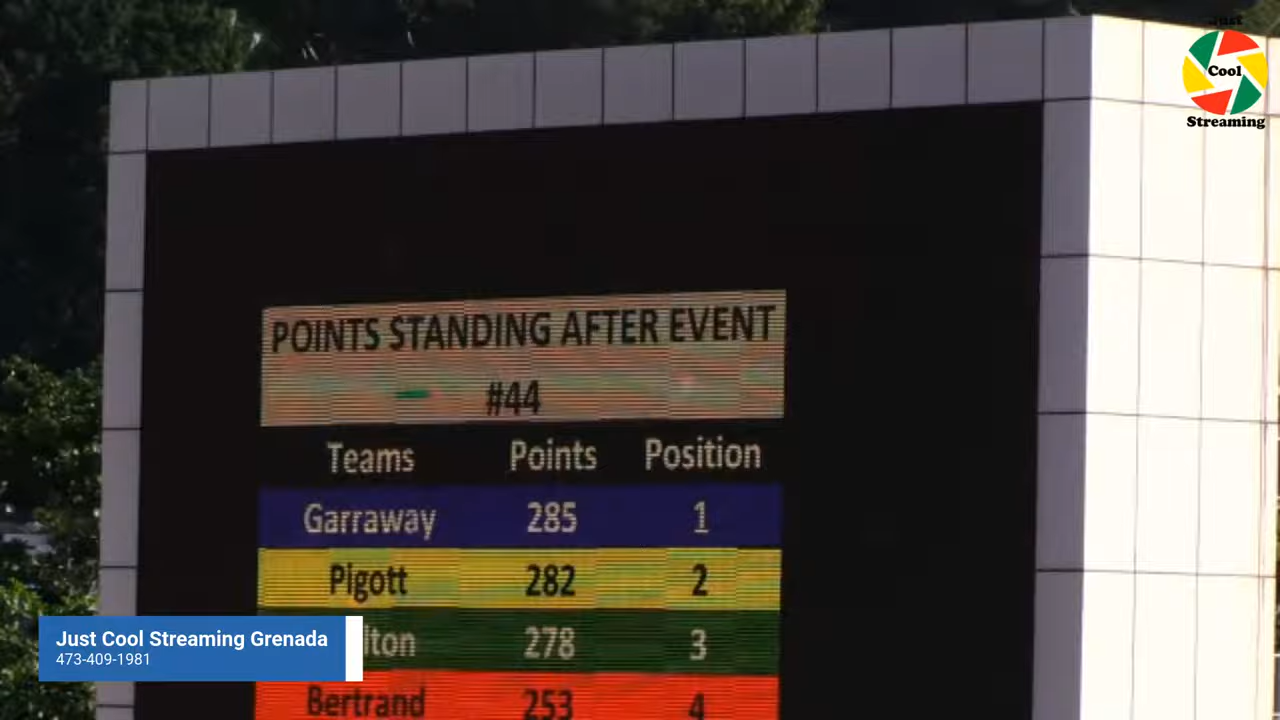 Just
Cool
Streaming
POINTS STANDING AFTER EVENT
#44
Teams Points Position
Garraway 285 1
Pigott 282 2
lton 278 3
Bertrand 253 4
Just Cool Streaming Grenada
473-409-1981